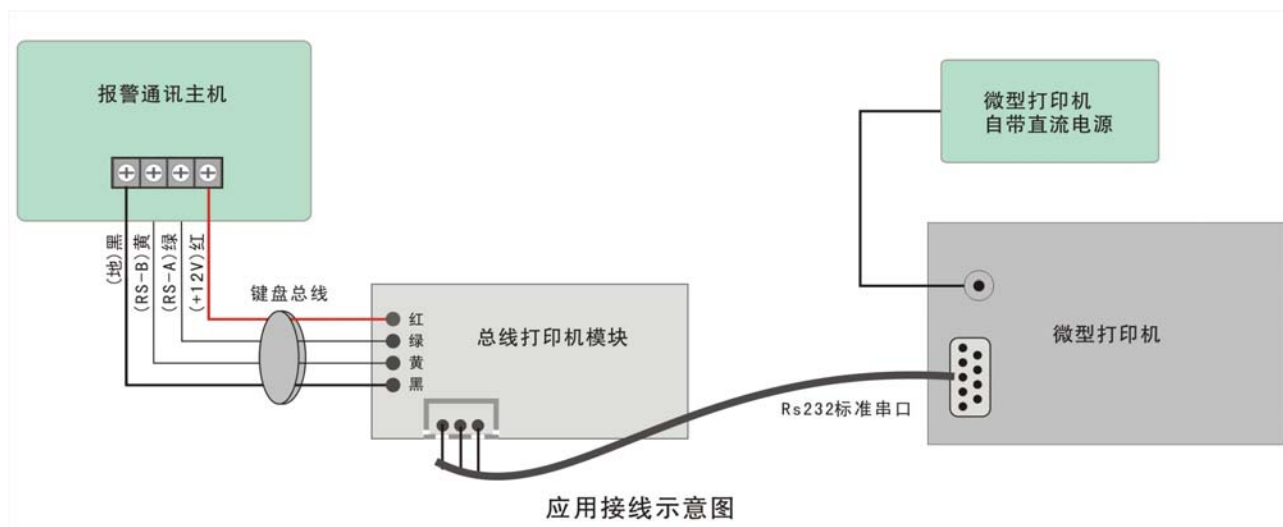 报警通讯主机
微型打印机
自带直流电源
(地)黑
(RS-B)黄
(RS-A)绿
(+12V)红
键盘总线
红
绿
黄
黑
总线打印机模块
微型打印机
Rs232标准串口
应用接线示意图